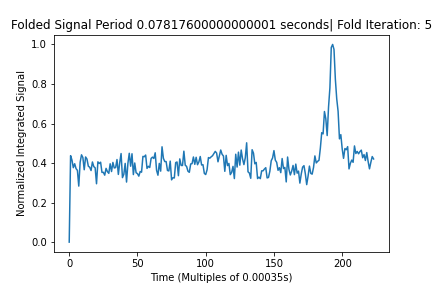 Folded Signal Period 0.07817600000000001 seconds| Fold Iteration: 5
1.0
0.8
0.6
0.4
0.2
0.0
Normalized Integrated Signal
0 50 100 150 200
Time (Multiples of 0.00035s)